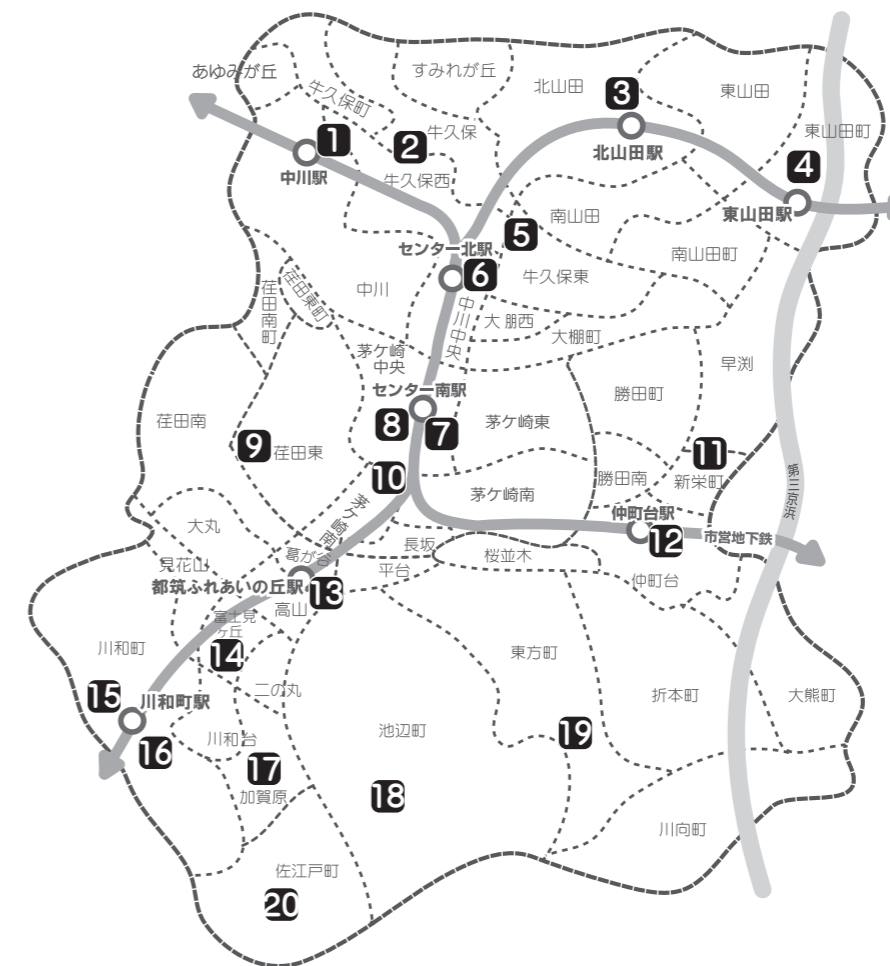 あゆみが丘
すみれが丘
牛久保町
北山田
3
東山田
東山田町
牛久保
1
2
中川駅
牛久保西
北山田駅
4
東山田駅
南山田
5
センター北駅
南山田町
6
牛久保東
荏田東町
荏田南町
中川
中川中央
大棚西
大棚町
茅ケ崎中央
早渕
センター南駅
勝田町
8
7
茅ケ崎東
荏田南
9
荏田東
11
10
勝田南
新栄町
茅ケ崎南
茅ケ崎南
第三京浜
大丸
仲町台駅
12
市営地下鉄
長坂
桜並木
葛が谷
見花山
平台
仲町台
都筑ふれあいの丘駅
13
高山
富士見
ヶ丘
14
川和町
東方町
二の丸
折本町
大熊町
15
川和町駅
池辺町
19
川和台
16
17
加賀原
18
川向町
佐江戸町
20